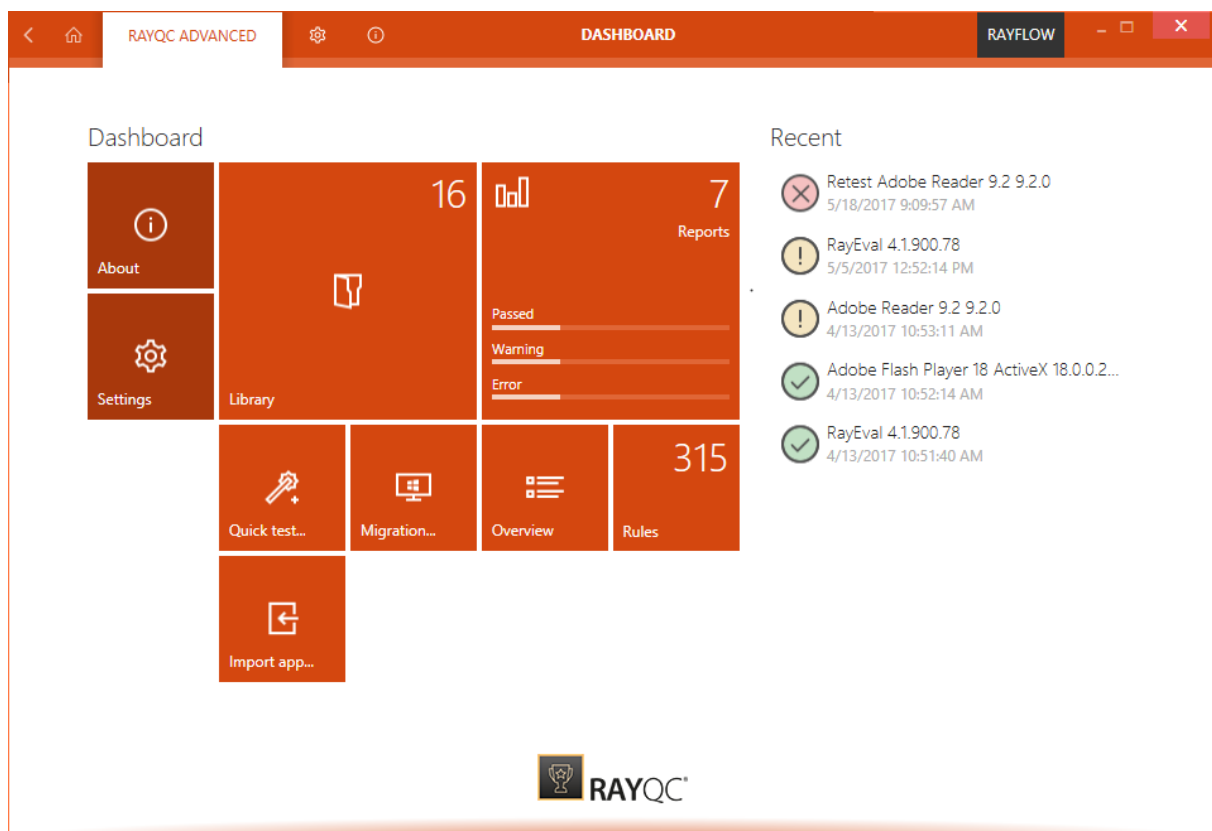 RAYQC ADVANCED
DASHBOARD
RAYFLOW
Dashboard
About
Settings
16
Library
7
Reports
Passed
Warning
Error
Quick test...
Migration...
Overview
315
Rules
Import app...
Recent
Retest Adobe Reader 9.2 9.2.0
5/18/2017 9:09:57 AM
RayEval 4.1.900.78
5/5/2017 12:52:14 PM
Adobe Reader 9.2 9.2.0
4/13/2017 10:53:11 AM
Adobe Flash Player 18 ActiveX 18.0.0.2...
4/13/2017 10:52:14 AM
RayEval 4.1.900.78
4/13/2017 10:51:40 AM
RAYQC®